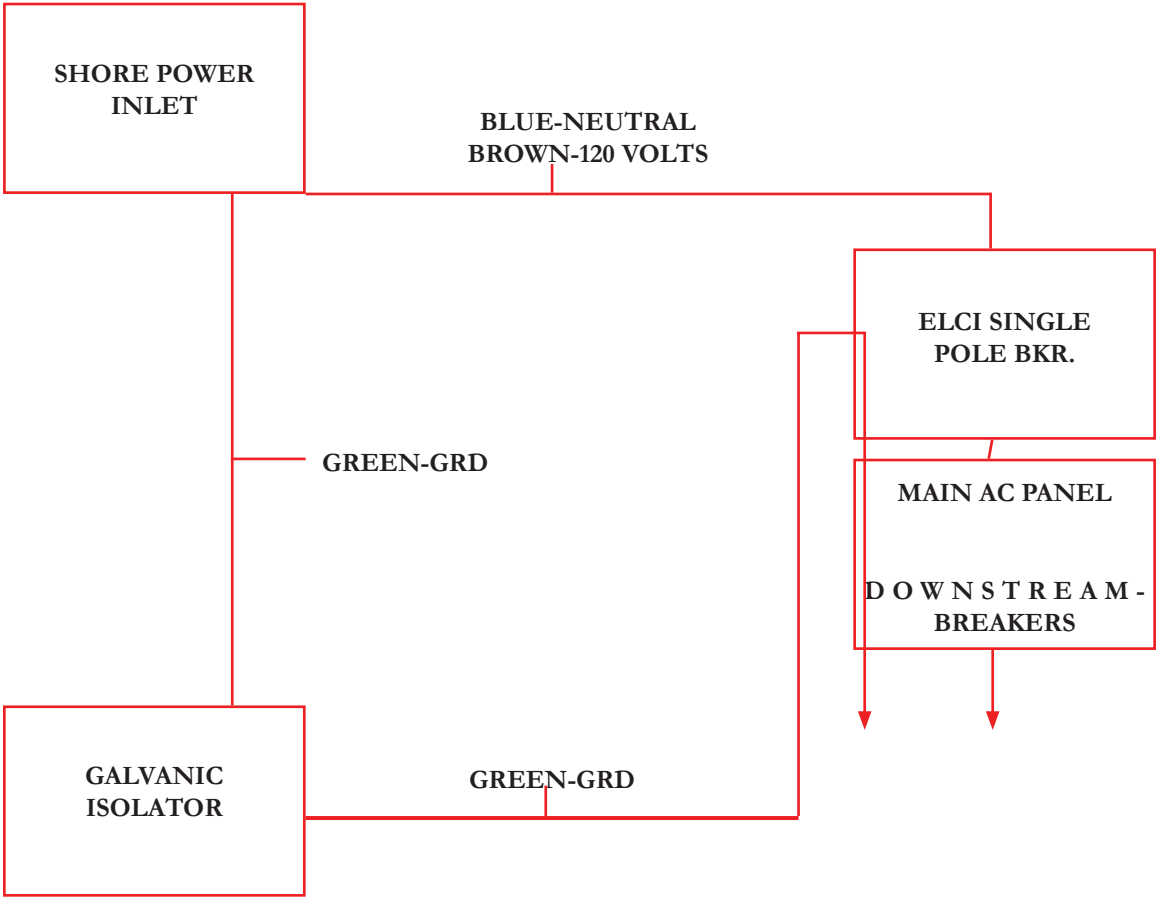 SHORE POWER
INLET
BLUE-NEUTRAL
BROWN-120 VOLTS
ELCI SINGLE
POLE BKR.
GREEN-GRD
MAIN AC PANEL
D O W N S T R E A M -
BREAKERS
GALVANIC
ISOLATOR
GREEN-GRD